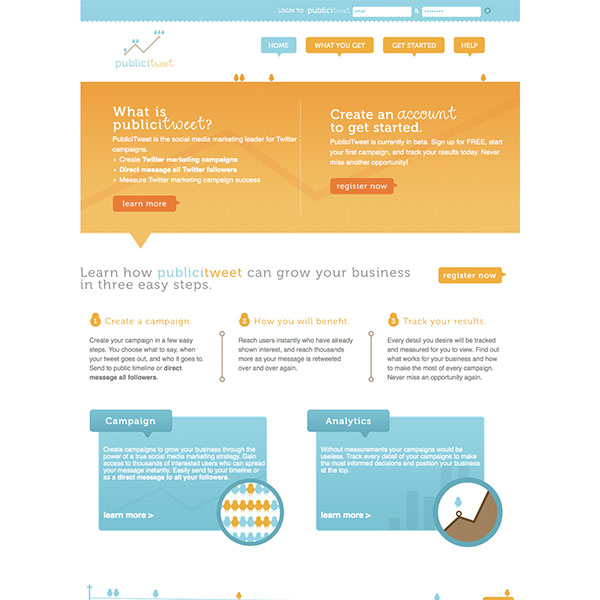 LOGIN TO publicitweet email & ••••••••
publicitweet
HOME WHAT YOU GET GET STARTED HELP
What is
publicitweet?
PubliciTweet is the social media marketing leader for Twitter
campaigns.
• Create Twitter marketing campaigns
• Direct message all Twitter followers
• Measure Twitter marketing campaign success
learn more
Create an account
to get started.
PubliciTweet is currently in beta. Sign up for FREE, start
your first campaign, and track your results today. Never
miss another opportunity!
register now
Learn how publicitweet can grow your business
in three easy steps.
register now
1 Create a campaign.
Create your campaign in a few easy
steps. You choose what to say, when
your tweet goes out, and who it goes to.
Send to public timeline or direct
message all followers.
2 How you will benefit.
Reach users instantly who have already
shown interest, and reach thousands
more as your message is retweeted
over and over again.
3 Track your results.
Every detail you desire will be tracked
and measured for you to view. Find out
what works for your business and how
to make the most of every campaign.
Never miss an opportunity again.
Campaign
Create campaigns to grow your business through the
power of a true social media marketing strategy. Gain
access to thousands of interested users who can spread
your message instantly. Easily send to your timeline or
as a direct message to all your followers.
learn more >
Analytics
Without measurements your campaigns would be
useless. Track every detail of your campaigns to make
the most informed decisions and position your business
at the top.
learn more >